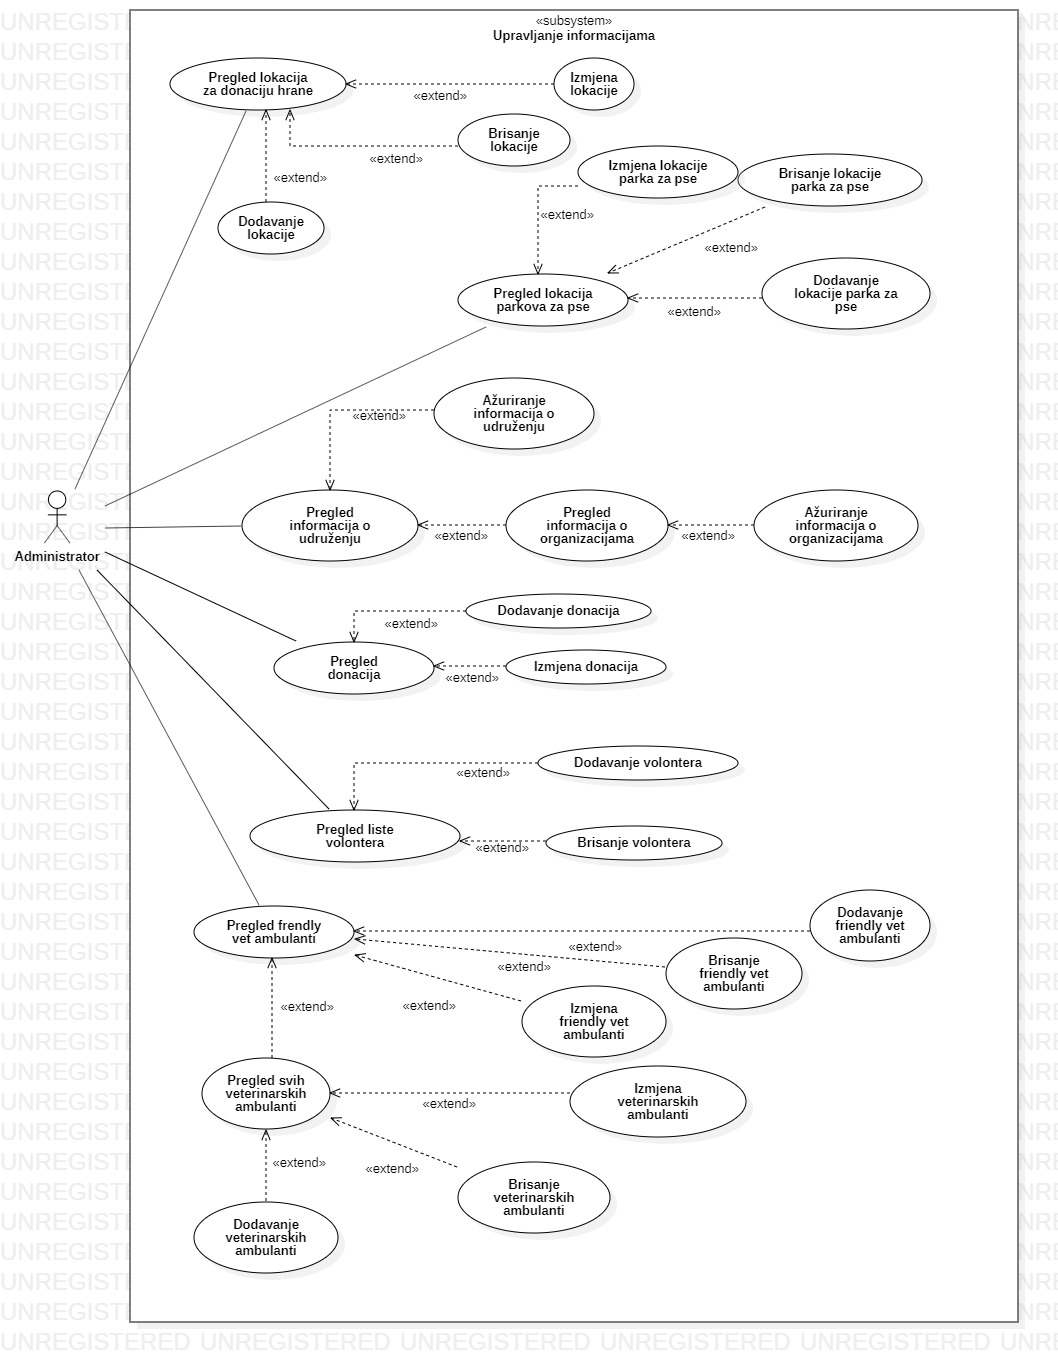 «subsystem»
Upravljanje informacijama
Pregled lokacija
za donaciju hrane
«extend»
Izmjena
lokacije
Brisanje
lokacije
«extend»
«extend»
Dodavanje
lokacije
Izmjena lokacije
parka za pse
Brisanje lokacije
parka za pse
«extend»
«extend»
Pregled lokacija
parkova za pse
Dodavanje
lokacije parka za
pse
«extend»
Ažuriranje
informacija o
udruženju
«extend»
Administrator
Pregled
informacija o
udruženju
«extend»
Pregled
informacija o
organizacijama
«extend»
Ažuriranje
informacija o
organizacijama
Dodavanje donacija
«extend»
Pregled
donacija
Izmjena donacija
«extend»
Dodavanje volontera
«extend»
Pregled liste
volontera
«extend»
Brisanje volontera
Pregled frendly
vet ambulanti
Dodavanje
friendly vet
ambulanti
«extend»
Brisanje
friendly vet
ambulanti
«extend»
Izmjena
friendly vet
ambulanti
«extend»
«extend»
Pregled svih
veterinarskih
ambulanti
Izmjena
veterinarskih
ambulanti
«extend»
«extend»
«extend»
Brisanje
veterinarskih
ambulanti
Dodavanje
veterinarskih
ambulanti
UNREGISTERED UNREGISTERED UNREGISTERED UNREGISTERED UNREGISTERED